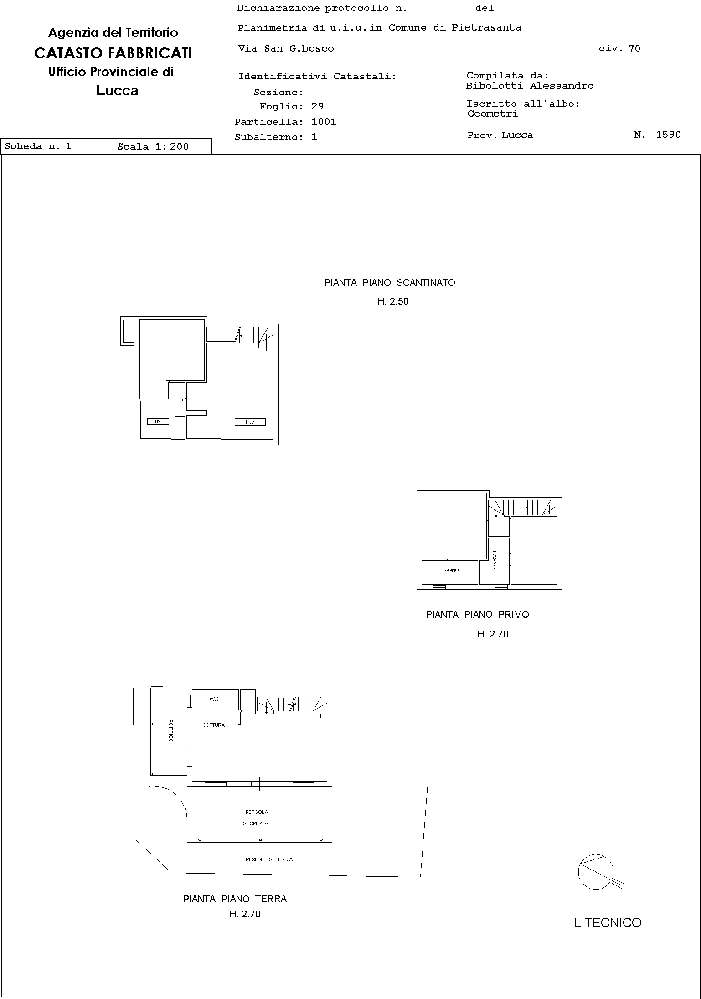 Agenzia del Territorio
CATASTO FABBRICATI
Ufficio Provinciale di
Lucca
Dichiarazione protocollo n. del
Planimetria di u.i.u. in Comune di Pietrasanta
Via San G.bosco civ. 70
Identificativi Catastali:
Sezione:
Foglio: 29
Particella: 1001
Subalterno: 1
Compilata da:
Bibolotti Alessandro
Iscritto all'albo:
Geometri
Prov. Lucca N. 1590
Scheda n. 1 Scala 1: 200
PIANTA PIANO SCANTINATO
H. 2.50
Lux
Lux
BAGNO
BAGNO
PIANTA PIANO PRIMO
H. 2.70
W.C.
COTTURA
PORTICO
PERGOLA
SCOPERTA
RESEDE ESCLUSIVA
PIANTA PIANO TERRA
H. 2.70
IL TECNICO